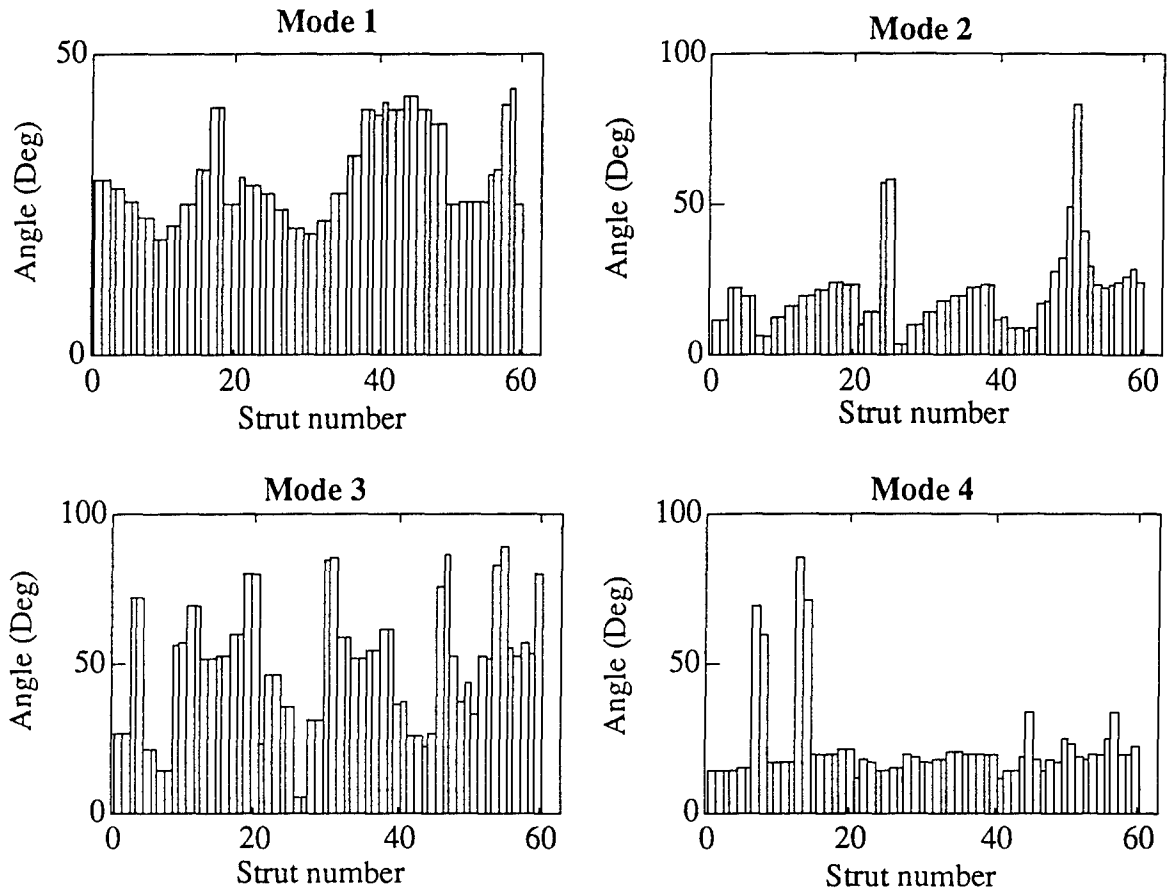 Mode 1
50
0
Angle (Deg)
0 20 40 60
Strut number
Mode 2
100
50
0
Angle (Deg)
0 20 40 60
Strut number
Mode 3
100
50
0
Angle (Deg)
0 20 40 60
Strut number
Mode 4
100
50
0
Angle (Deg)
0 20 40 60
Strut number